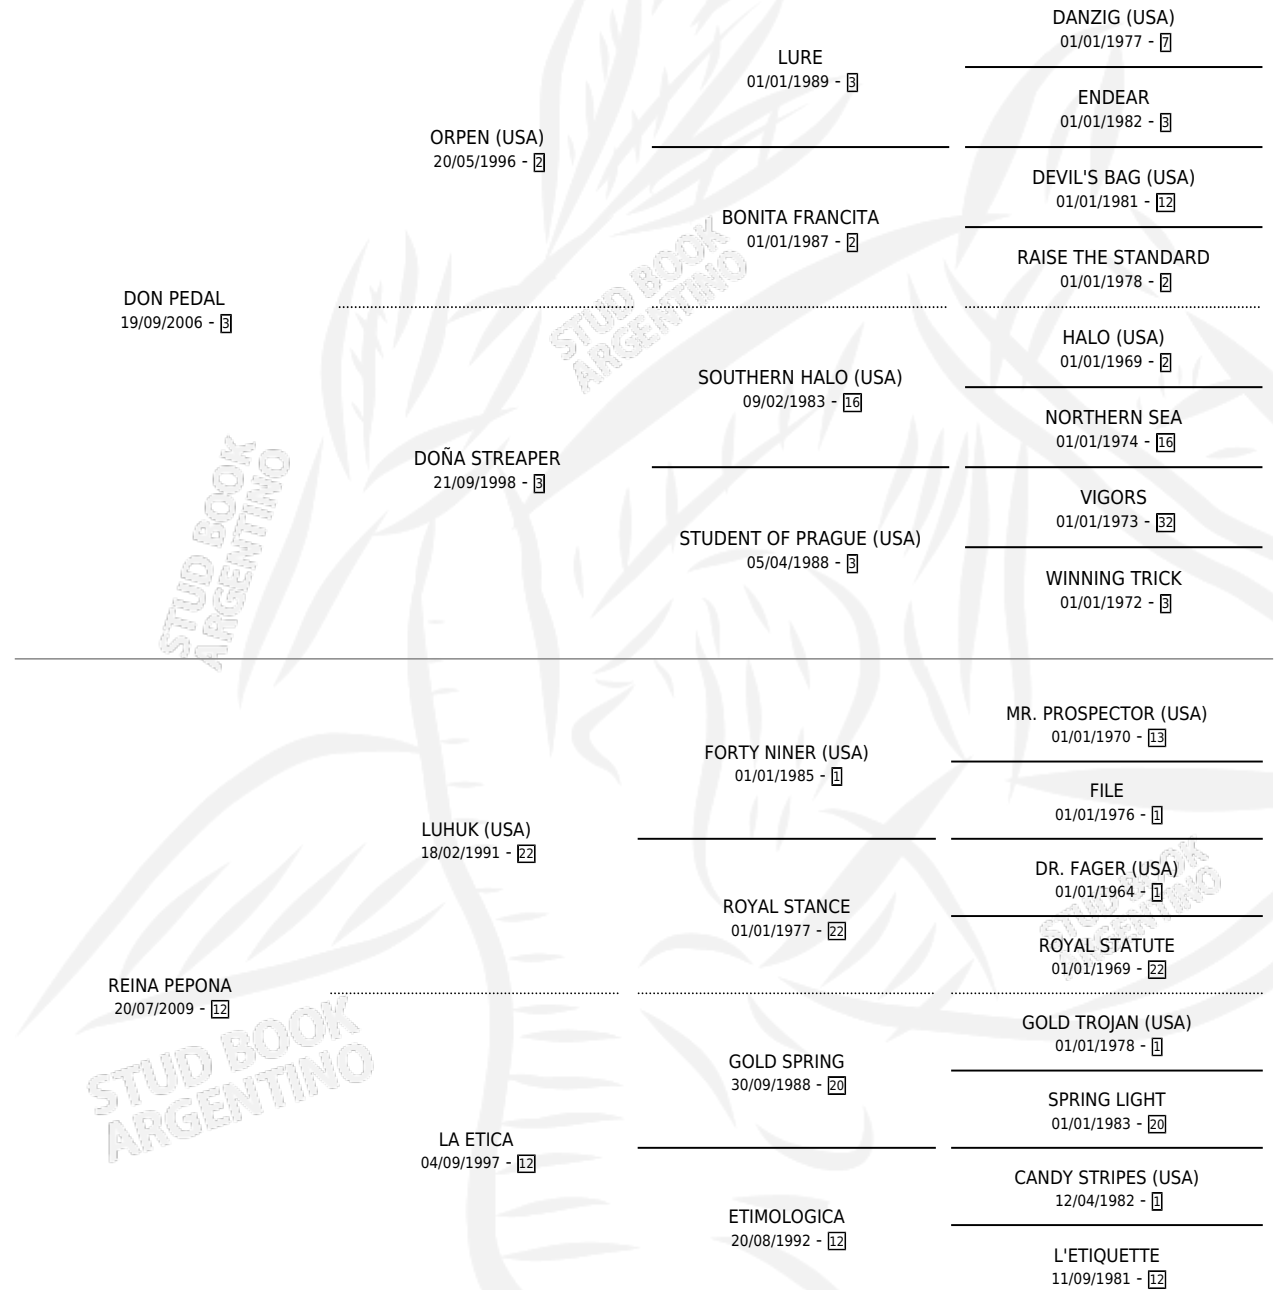 DANZIG (USA)
01/01/1977 - 7
LURE
01/01/1989 - 3
ENDEAR
01/01/1982 - 3
ORPEN (USA)
20/05/1996 - 2
DEVIL'S BAG (USA)
01/01/1981 - 12
BONITA FRANCITA
01/01/1987 - 2
RAISE THE STANDARD
01/01/1978 - 2
DON PEDAL
19/09/2006 - 3
STUD BOOK
ARGENTINO
HALO (USA)
01/01/1969 - 2
SOUTHERN HALO (USA)
09/02/1983 - 16
NORTHERN SEA
01/01/1974 - 16
DOÑA STREAPER
21/09/1998 - 3
VIGORS
01/01/1973 - 32
STUDENT OF PRAGUE (USA)
05/04/1988 - 3
WINNING TRICK
01/01/1972 - 3
STUD BOOK
ARGENTINO
MR. PROSPECTOR (USA)
01/01/1970 - 13
FORTY NINER (USA)
01/01/1985 - 1
FILE
01/01/1976 - 1
LUHUK (USA)
18/02/1991 - 22
DR. FAGER (USA)
01/01/1964 - 1
ROYAL STANCE
01/01/1977 - 22
STUD BOOK
ARGENTINO
ROYAL STATUTE
01/01/1969 - 22
REINA PEPONA
20/07/2009 - 12
STUD BOOK
ARGENTINO
GOLD TROJAN (USA)
01/01/1978 - 1
GOLD SPRING
30/09/1988 - 20
SPRING LIGHT
01/01/1983 - 20
LA ETICA
04/09/1997 - 12
CANDY STRIPES (USA)
12/04/1982 - 1
ETIMOLOGICA
20/08/1992 - 12
L'ETIQUETTE
11/09/1981 - 12